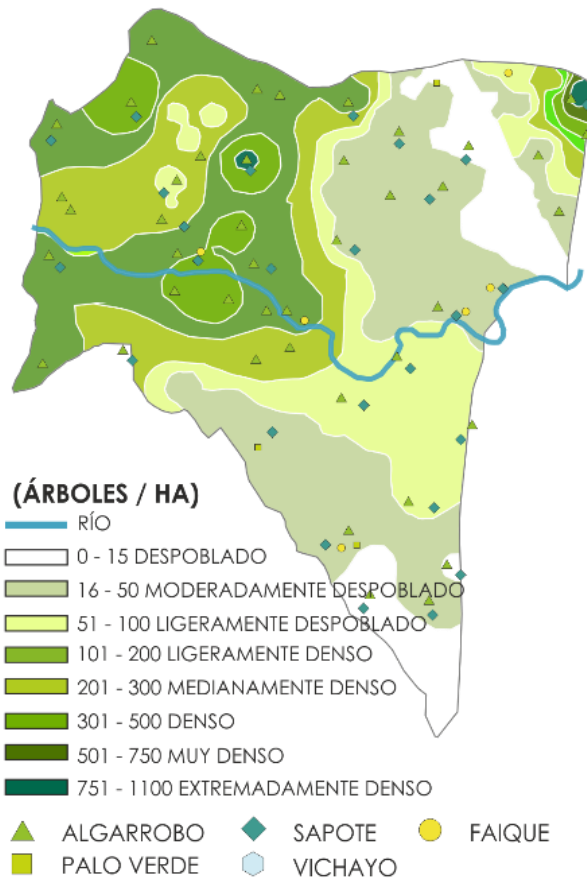 (ÁRBOLES / HA)
RÍO
0 - 15 DESPOBLADO
16 - 50 MODERADAMENTE DESPOBLADO
51 - 100 LIGERAMENTE DESPOBLADO
101 - 200 LIGERAMENTE DENSO
201 - 300 MEDIANAMENTE DENSO
301 - 500 DENSO
501 - 750 MUY DENSO
751 - 1100 EXTREMADAMENTE DENSO
ALGARROBO SAPOTE FAIQUE
PALO VERDE VICHAYO